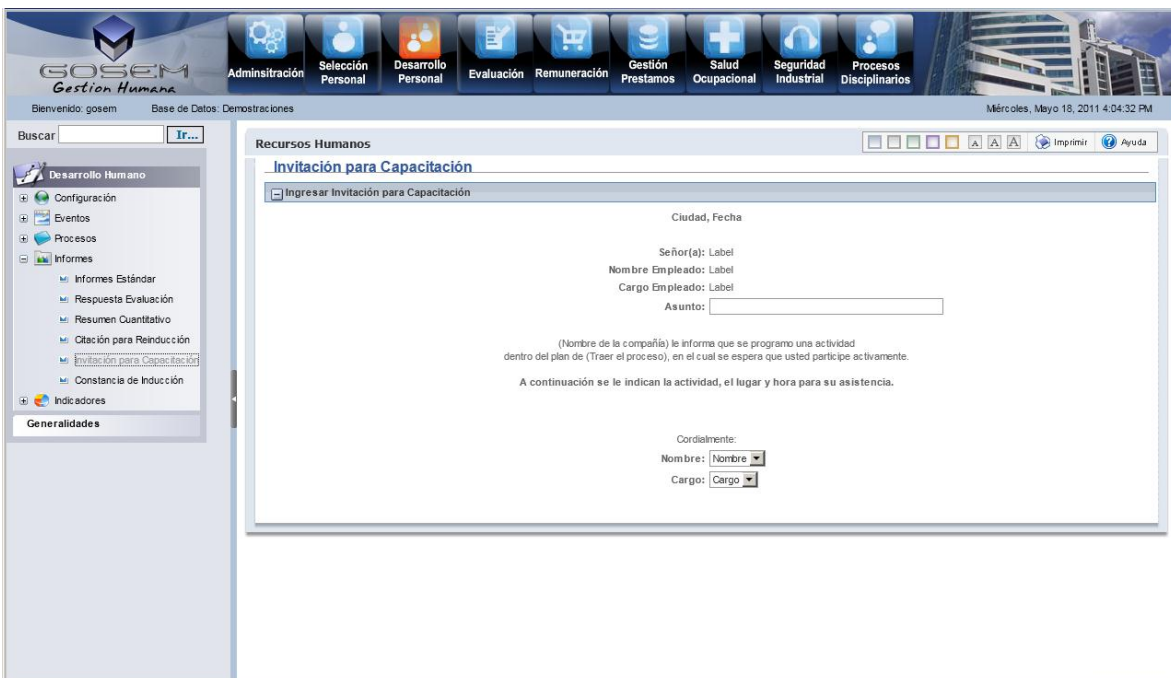 GOSEM
Gestion Humana
Adminsitración
Selección Personal
Desarrollo Personal
Evaluación
Remuneración
Gestión Prestamos
Salud Ocupacional
Seguridad Industrial
Procesos Disciplinarios
Bienvenido: gosem Base de Datos: Demostraciones Miércoles, Mayo 18, 2011 4:04:32 PM
Buscar Ir...
Desarrollo Humano
Configuración
Eventos
Procesos
Informes
Informes Estándar
Respuesta Evaluación
Resumen Cuantitativo
Citación para Reinducción
Invitación para Capacitación
Constancia de Inducción
Indicadores
Generalidades
Recursos Humanos A A A Imprimir Ayuda
Invitación para Capacitación
Ingresar Invitación para Capacitación
Ciudad, Fecha
Señor(a): Label
Nombre Empleado: Label
Cargo Empleado: Label
Asunto:
(Nombre de la compañía) le informa que se programo una actividad
dentro del plan de (Traer el proceso), en el cual se espera que usted participe activamente.
A continuación se le indican la actividad, el lugar y hora para su asistencia.
Cordialmente:
Nombre: Nombre
Cargo: Cargo